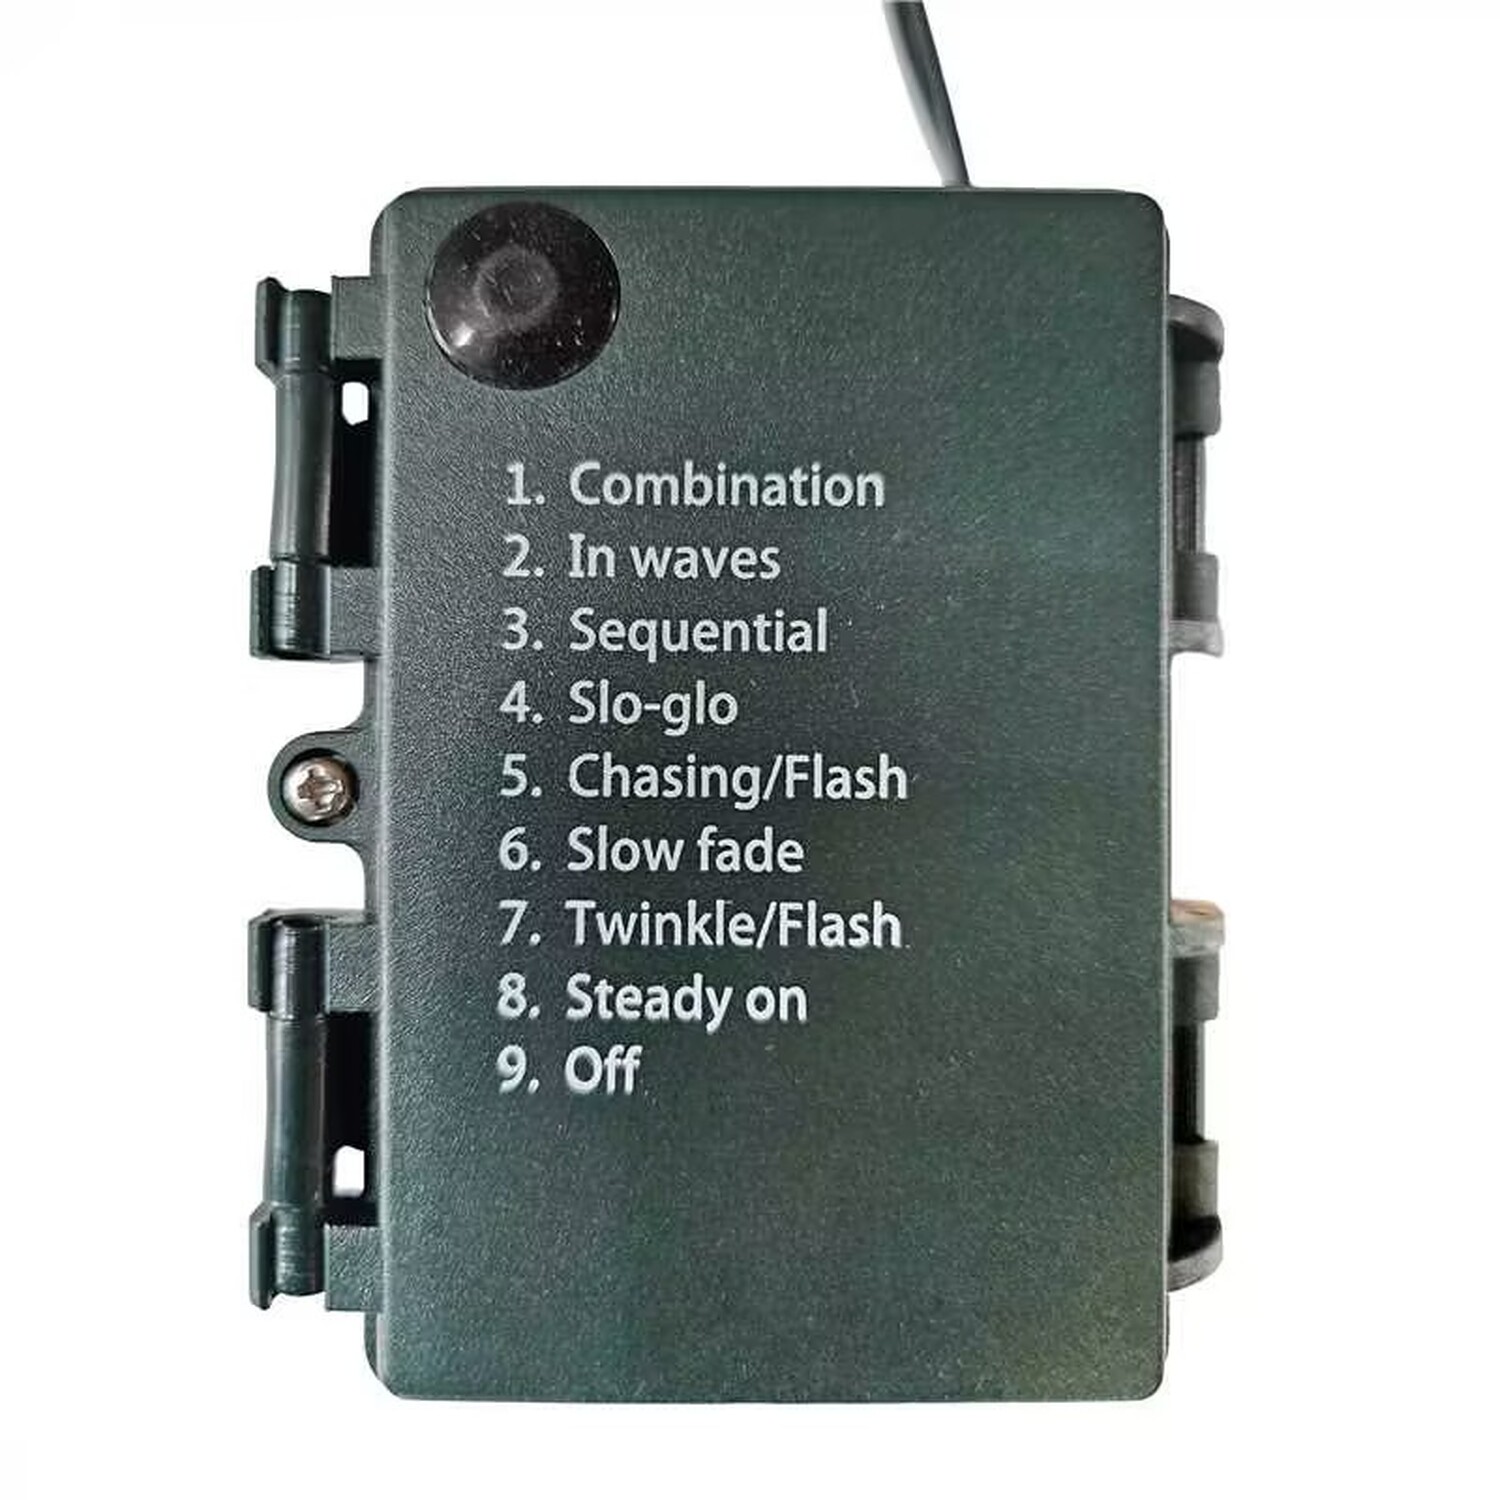 1. Combination
2. In waves
3. Sequential
4. Slo-glo
5. Chasing/Flash
6. Slow fade
7. Twinkle/Flash
8. Steady on
9. Off